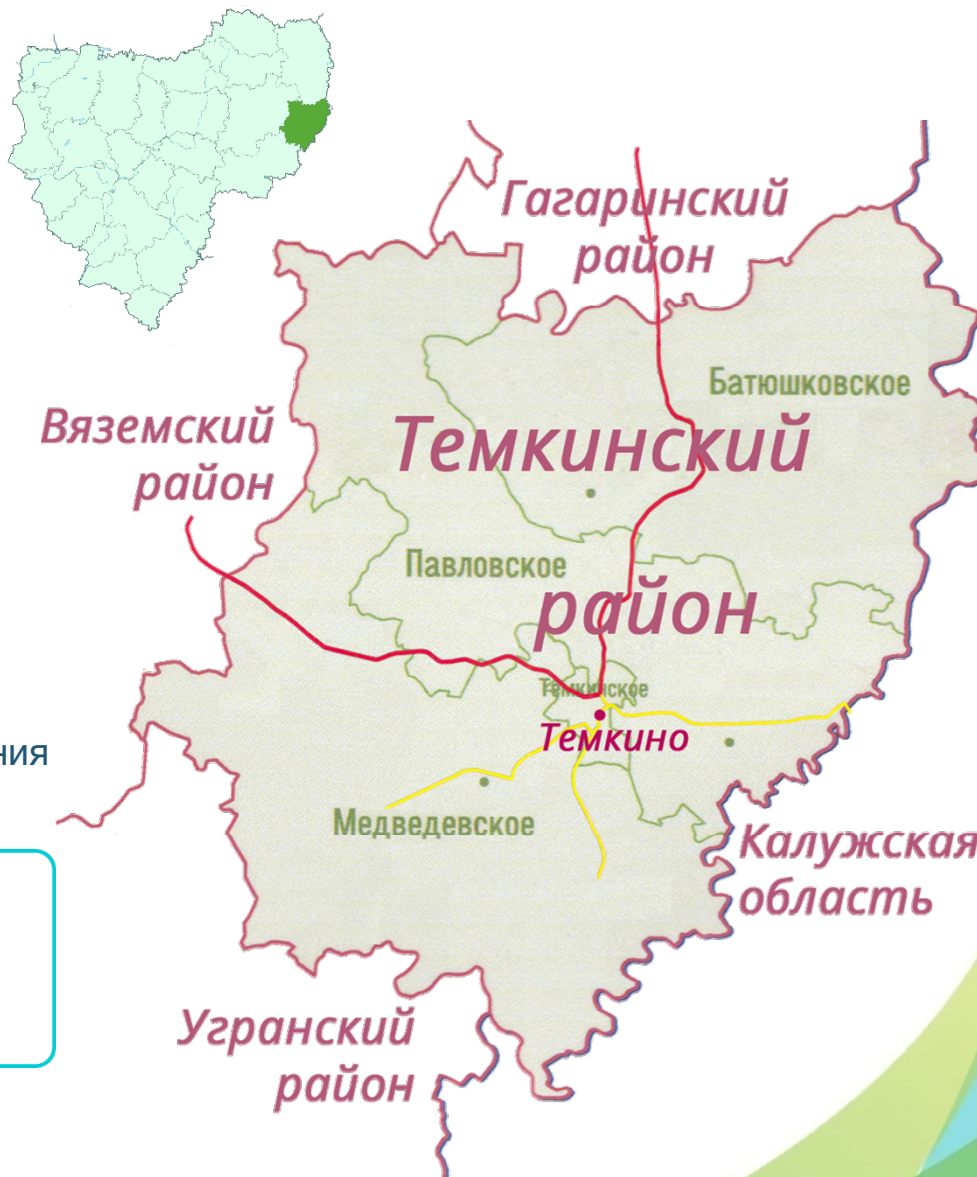 Гагаринский
район
Батюшковское
Вяземский
район
Темкинский
Павловское
район
Темкинское
Темкино
ния
Медведевское
Калужская
область
Угранский
район